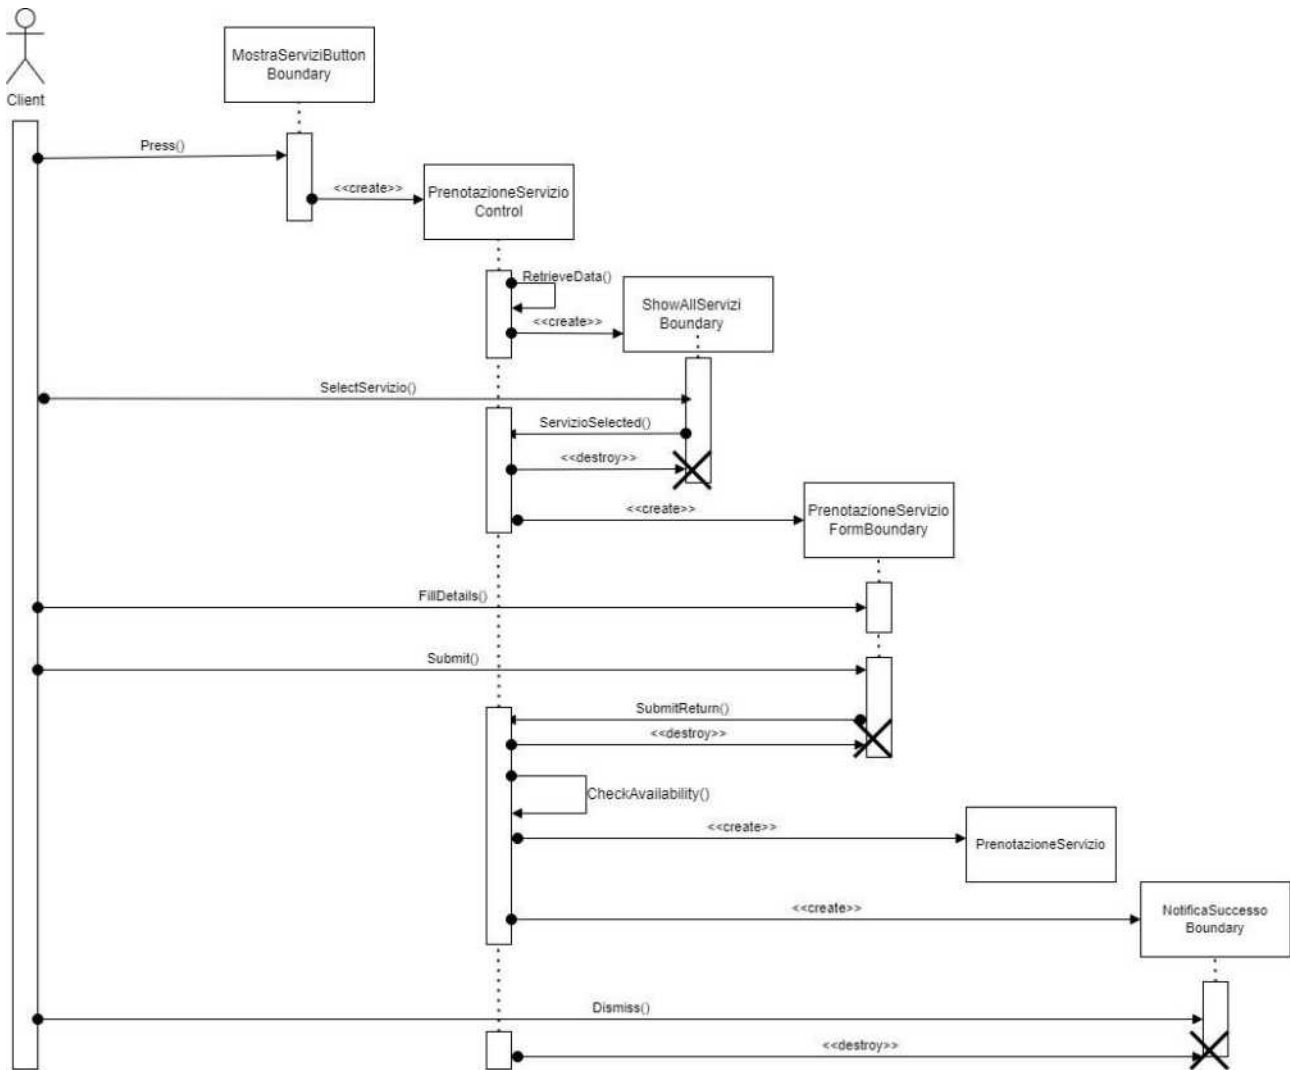 Client
MostraServiziButton
Boundary
Press()
<<create>>
PrenotazioneServizio
Control
RetrieveData()
<<create>>
ShowAllServizi
Boundary
SelectServizio()
ServizioSelected()
<<destroy>>
<<create>>
PrenotazioneServizio
FormBoundary
FillDetails()
Submit()
SubmitReturn()
<<destroy>>
CheckAvailability()
<<create>>
PrenotazioneServizio
<<create>>
NotificaSuccesso
Boundary
Dismiss()
<<destroy>>